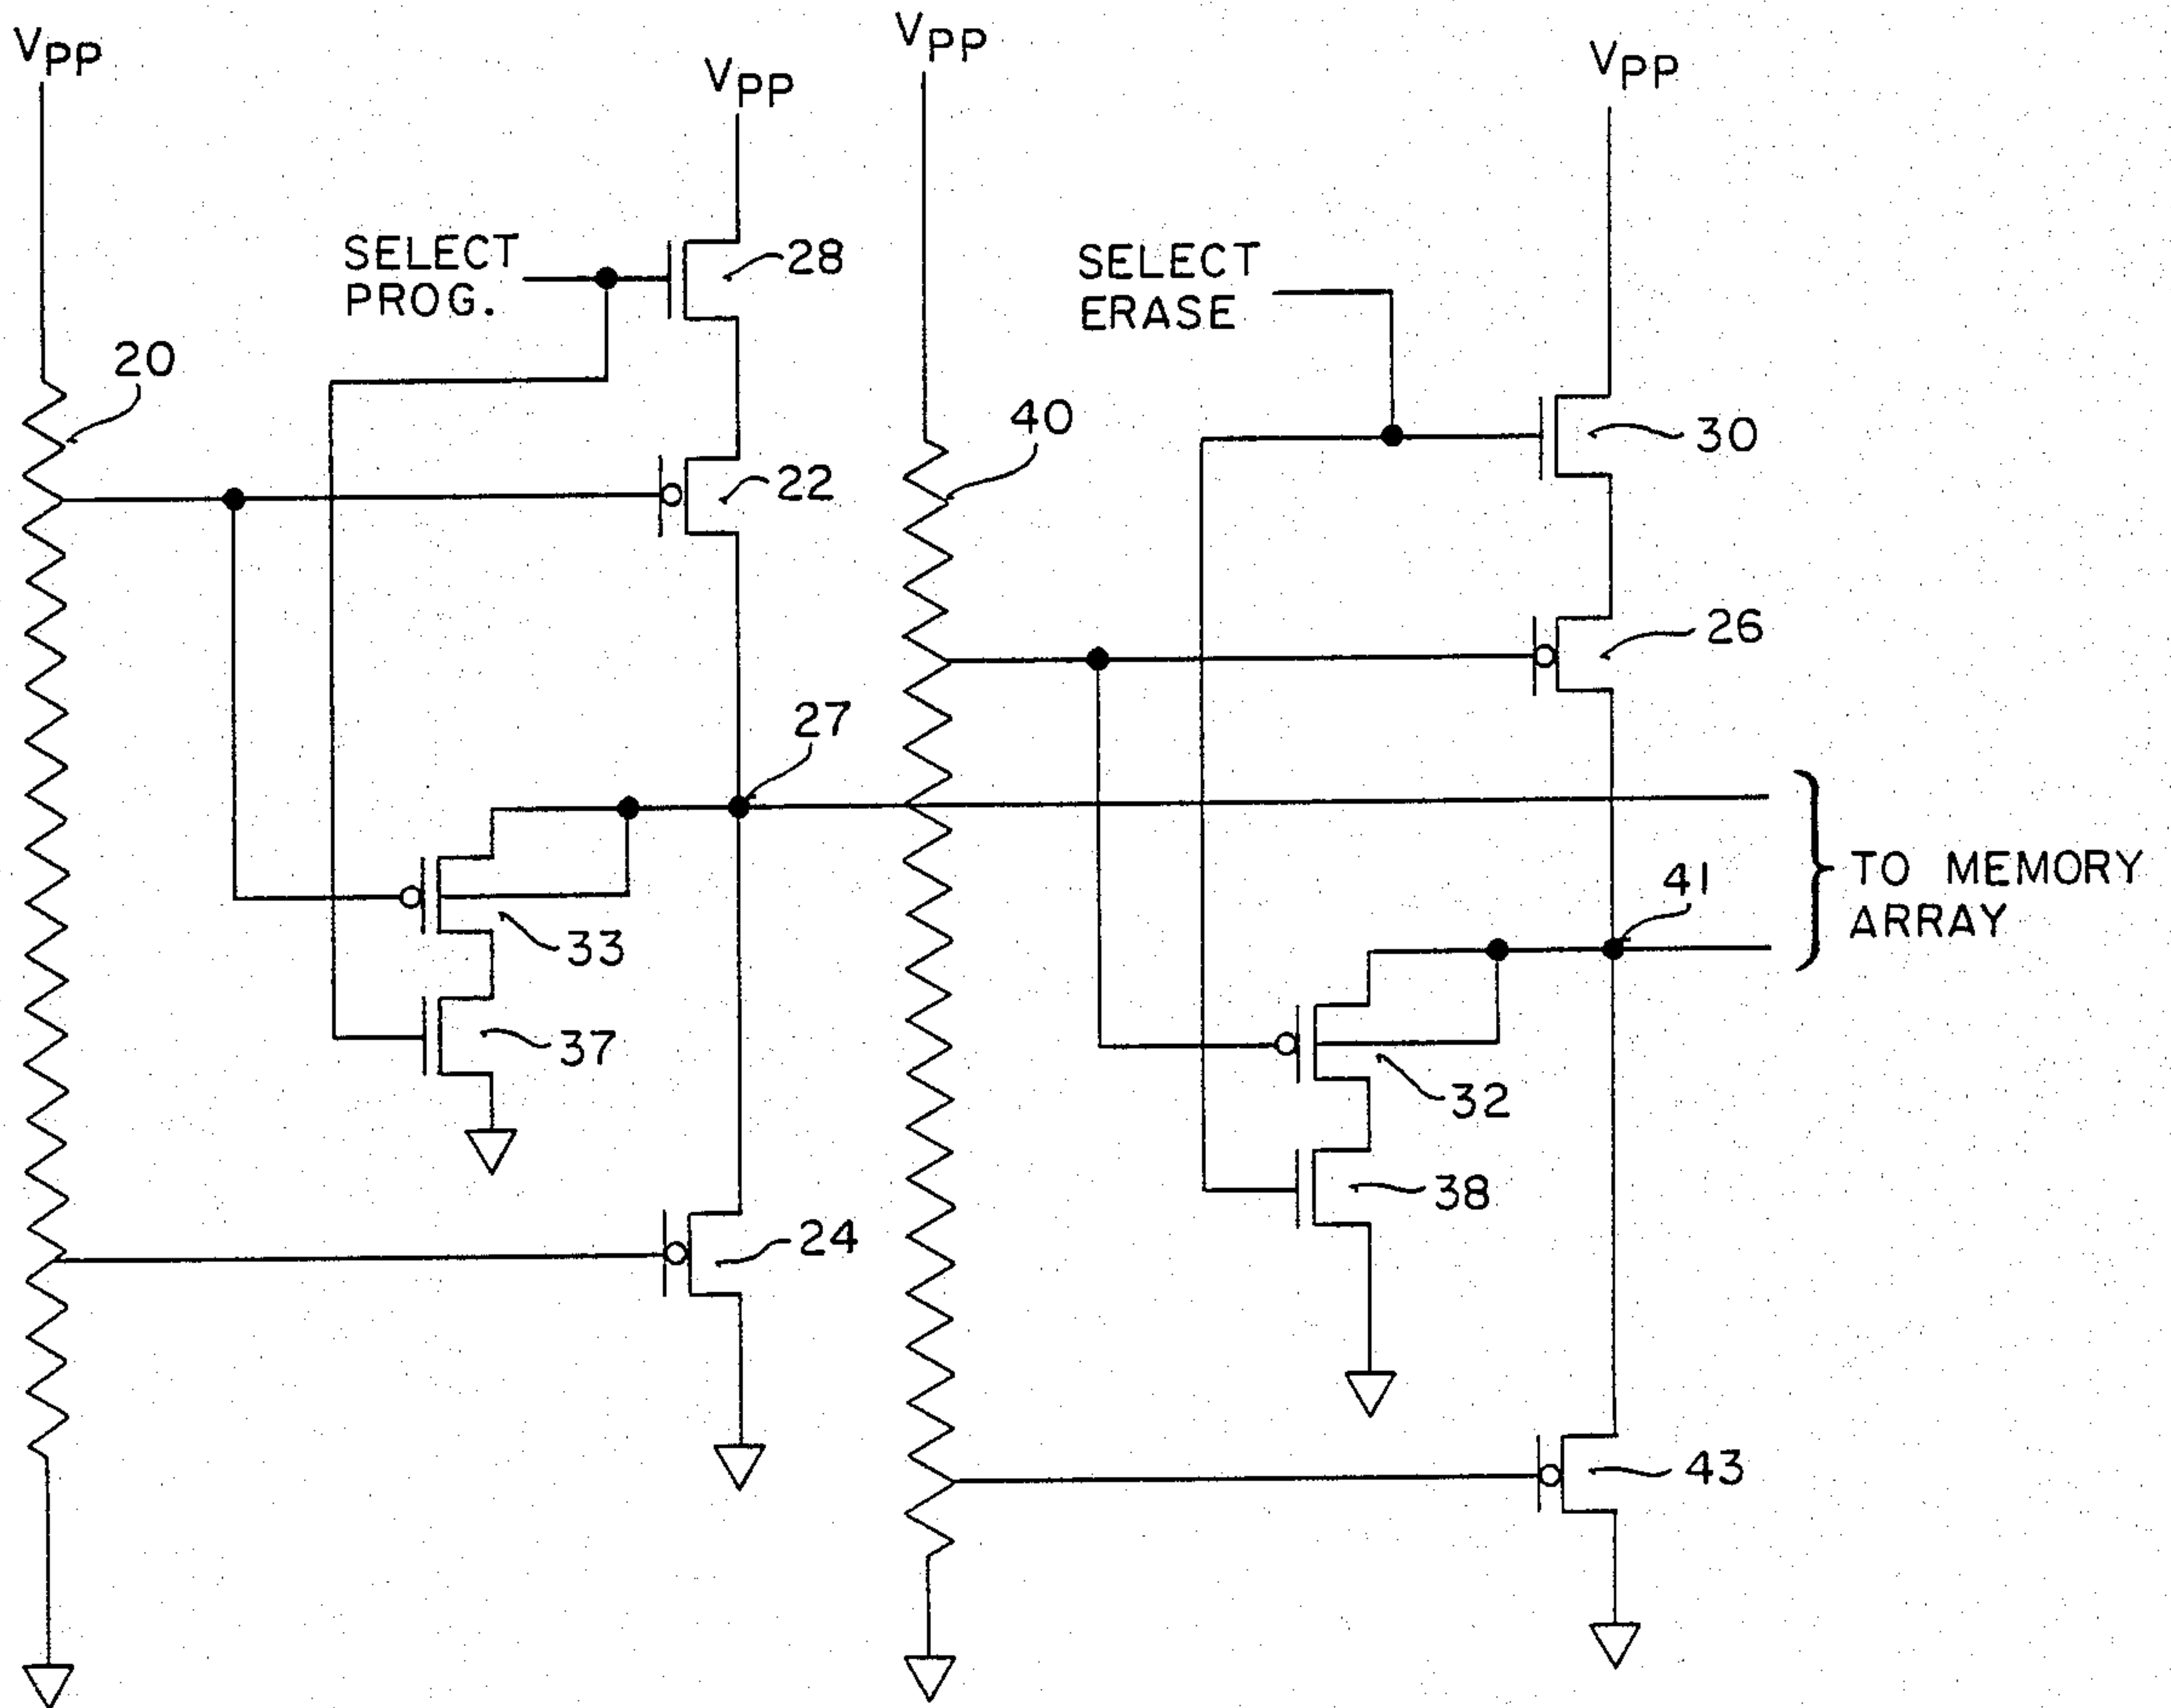 VPP
VPP
VPP
VPP
SELECT
PROG.
28
SELECT
ERASE
20
40
30
22
26
27
41
TO MEMORY
ARRAY
33
37
32
38
24
43